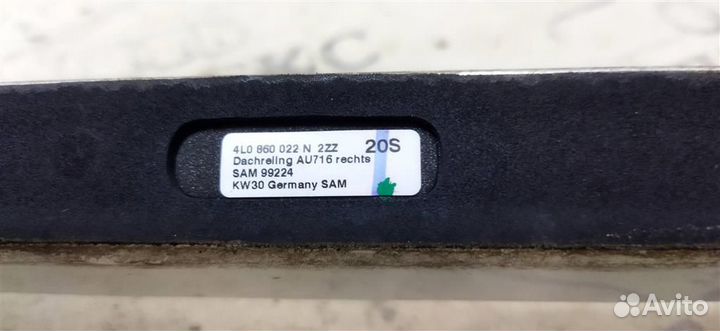 4L0 860 022 N 2ZZ 20S
Dachreling AU716 rechts
SAM 99224
KW30 Germany SAM
Avito